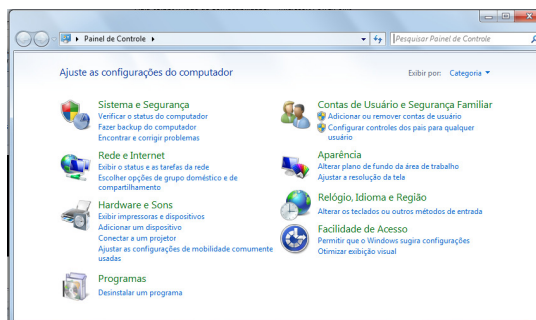 Painel de Controle
Pesquisar Painel de Controle
Ajuste as configurações do computador
Exibir por: Categoria
Sistema e Segurança
Verificar o status do computador
Fazer backup do computador
Encontrar e corrigir problemas
Rede e Internet
Exibir o status e as tarefas da rede
Escolher opções de grupo doméstico e de
compartilhamento
Hardware e Sons
Exibir impressoras e dispositivos
Adicionar um dispositivo
Conectar a um projetor
Ajustar as configurações de mobilidade comumente
usadas
Programas
Desinstalar um programa
Contas de Usuário e Segurança Familiar
Adicionar ou remover contas de usuário
Configurar controles dos pais para qualquer
usuário
Aparência
Alterar plano de fundo da área de trabalho
Ajustar a resolução da tela
Relógio, Idioma e Região
Alterar os teclados ou outros métodos de entrada
Facilidade de Acesso
Permitir que o Windows sugira configurações
Otimizar exibição visual